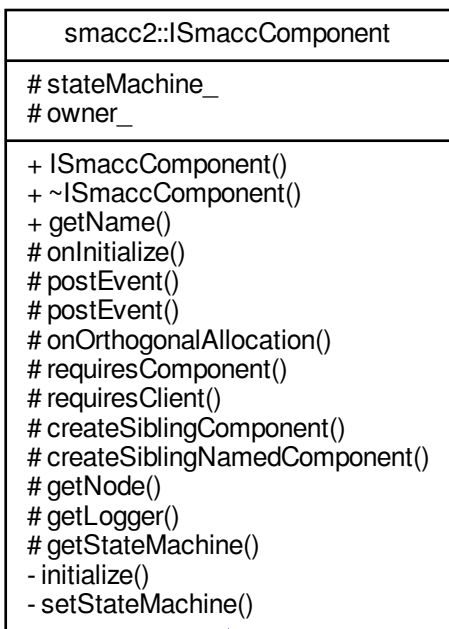 smacc2::ISmaccComponent
# stateMachine_
# owner_
+ ISmaccComponent()
+ ~ISmaccComponent()
+ getName()
# onInitialize()
# postEvent()
# postEvent()
# onOrthogonalAllocation()
# requiresComponent()
# requiresClient()
# createSiblingComponent()
# createSiblingNamedComponent()
# getNode()
# getLogger()
# getStateMachine()
- initialize()
- setStateMachine()